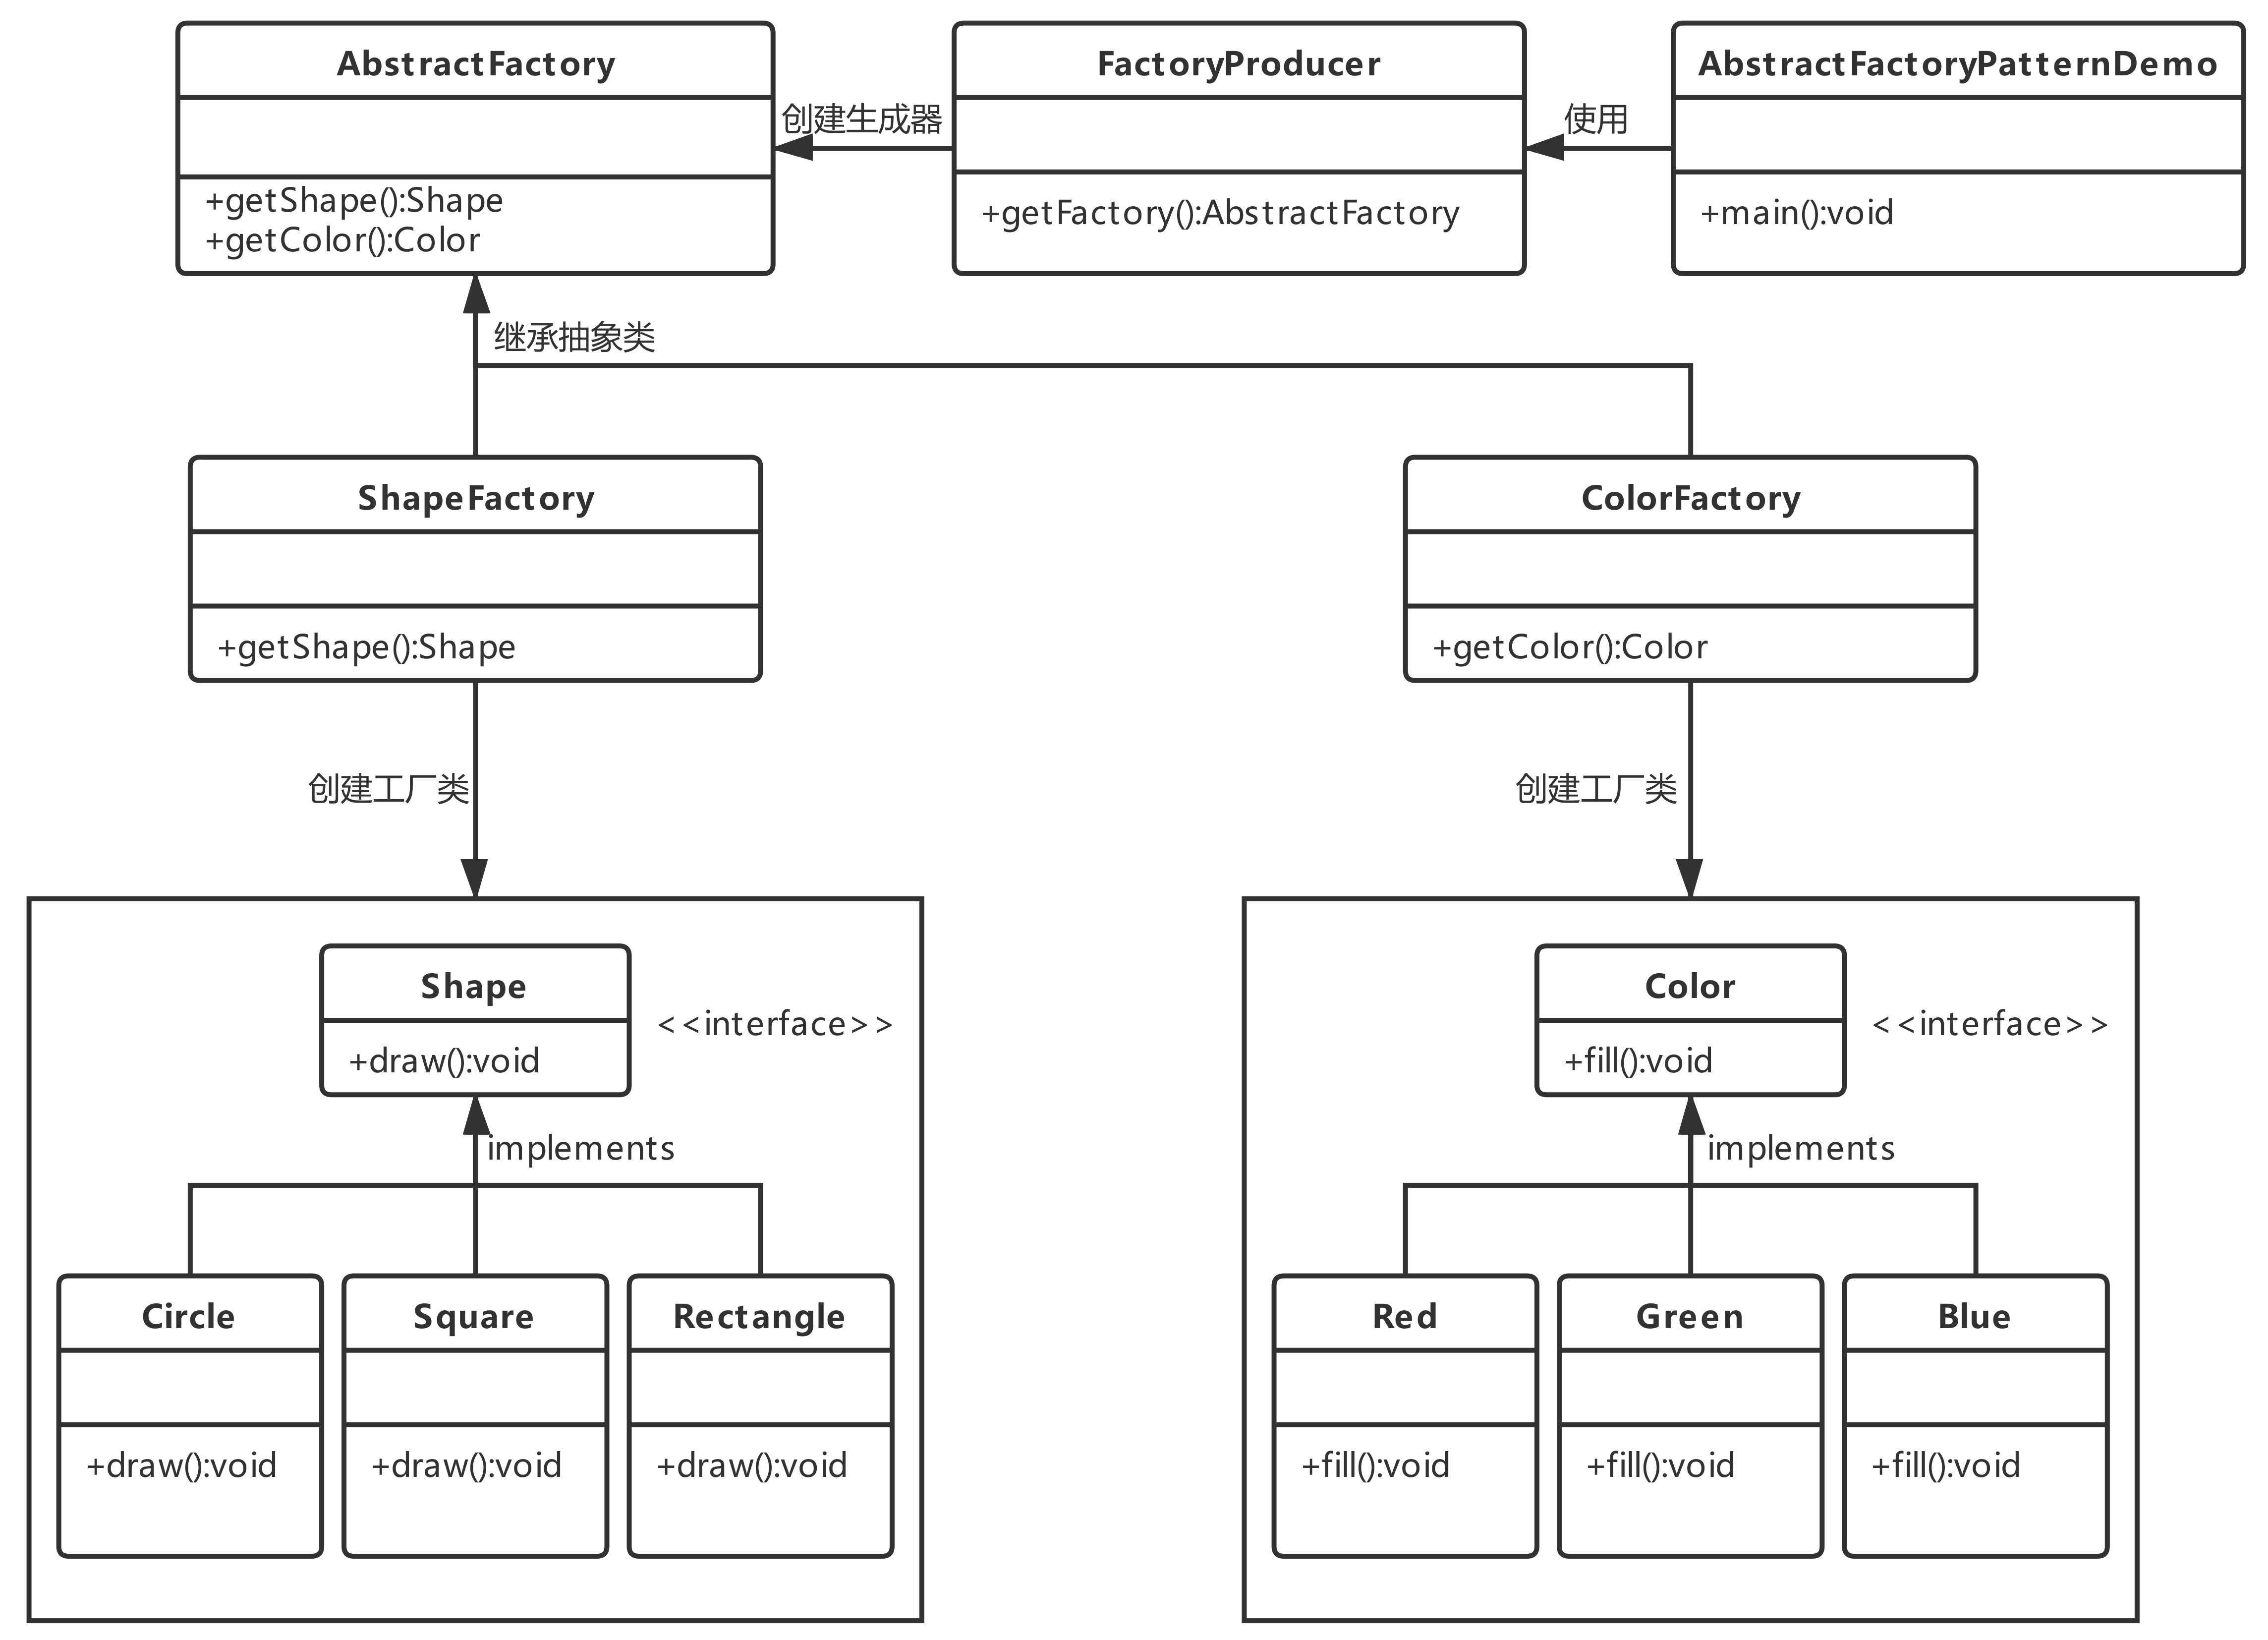 AbstractFactory
+getShape():Shape
+getColor():Color
创建生成器
FactoryProducer
+getFactory():AbstractFactory
使用
AbstractFactoryPatternDemo
+main():void
继承抽象类
ShapeFactory
+getShape():Shape
ColorFactory
+getColor():Color
创建工厂类
创建工厂类
Shape
+draw():void
<<interface>>
implements
Circle
+draw():void
Square
+draw():void
Rectangle
+draw():void
Color
+fill():void
<<interface>>
implements
Red
+fill():void
Green
+fill():void
Blue
+fill():void